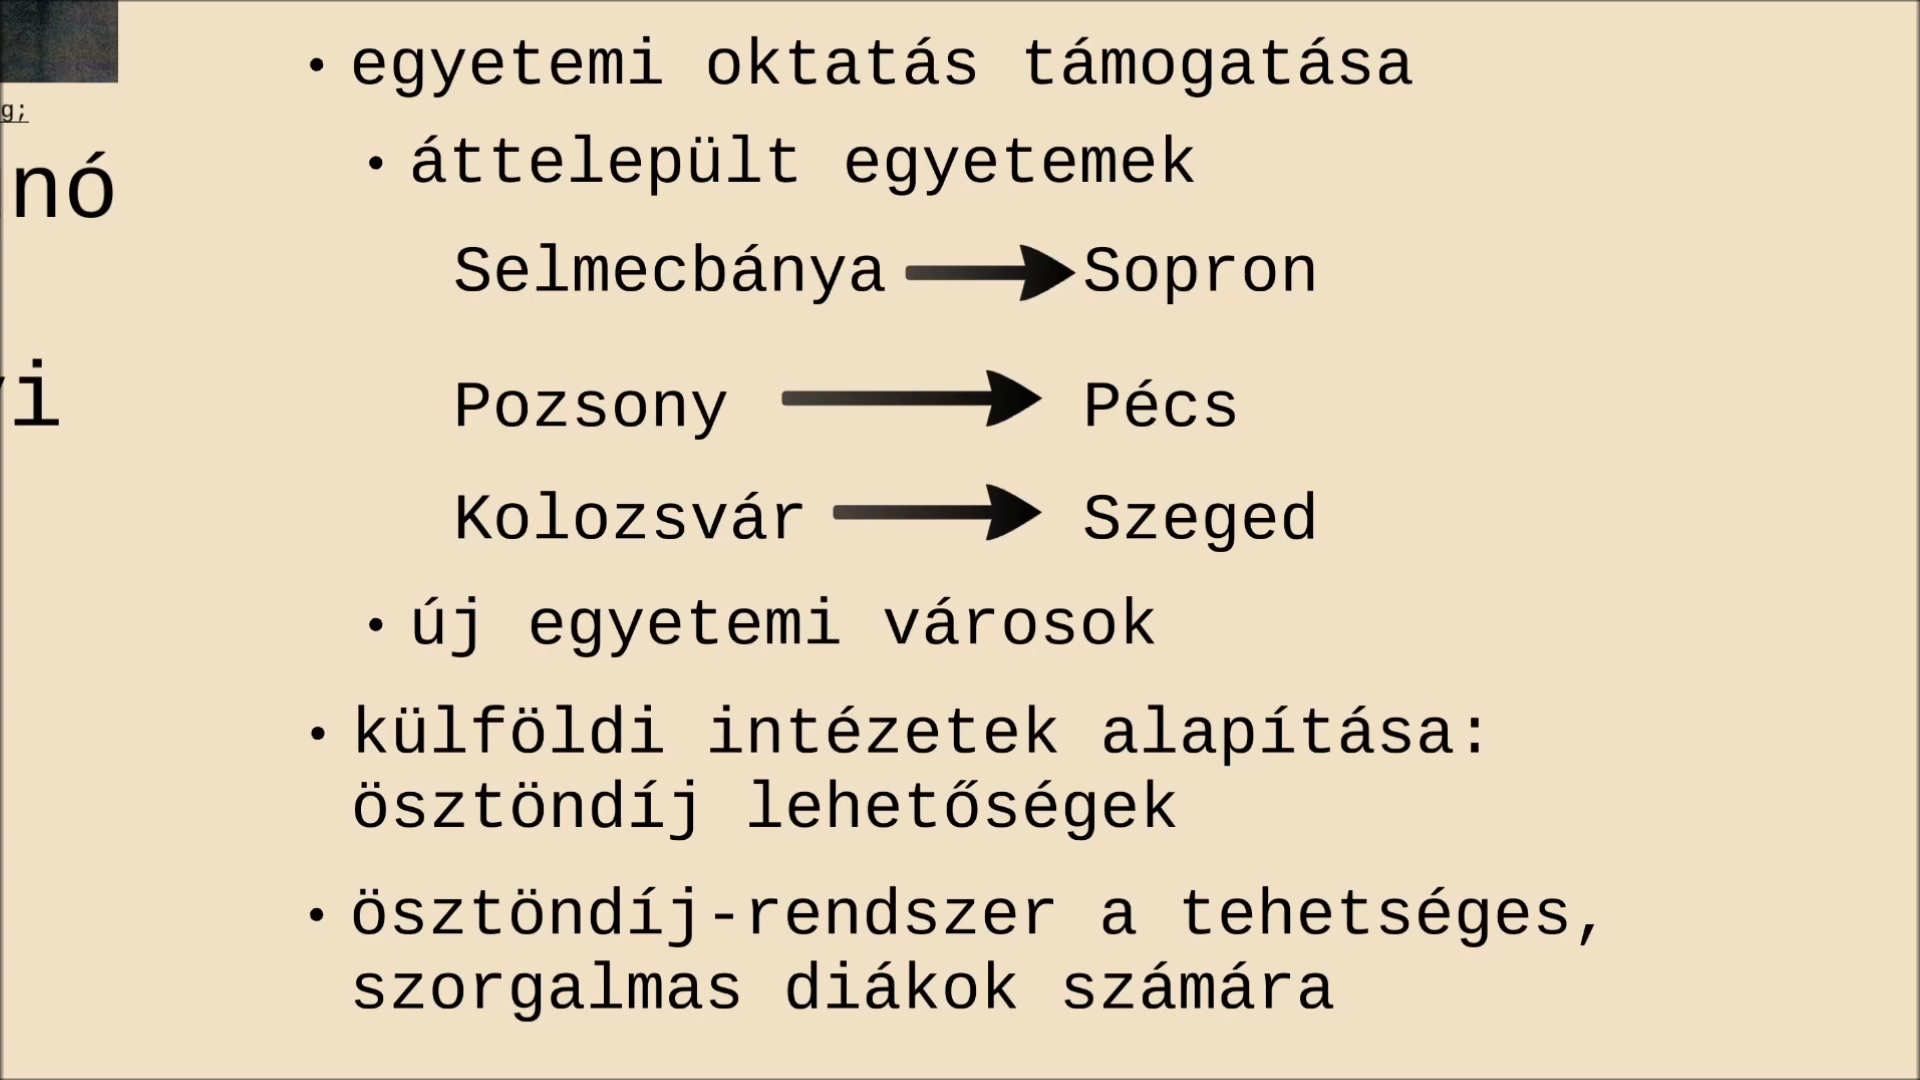 g;
nó
i
• egyetemi oktatás támogatása
• áttelepült egyetemek
Selmecbánya Sopron
Pozsony Pécs
Kolozsvár Szeged
• új egyetemi városok
• külföldi intézetek alapítása:
ösztöndíj lehetőségek
• ösztöndíj-rendszer a tehetséges,
szorgalmas diákok számára